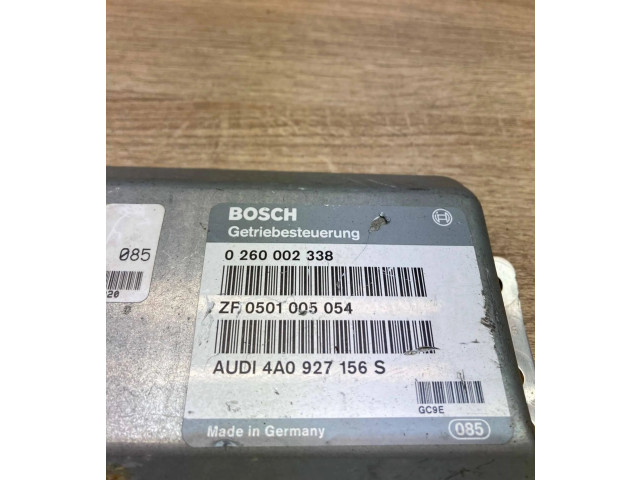 BOSCH
Getriebesteuerung
0 260 002 338
ZF 0501 005 054
AUDI 4A0 927 156 S
GC9E
Made in Germany
085
085
20